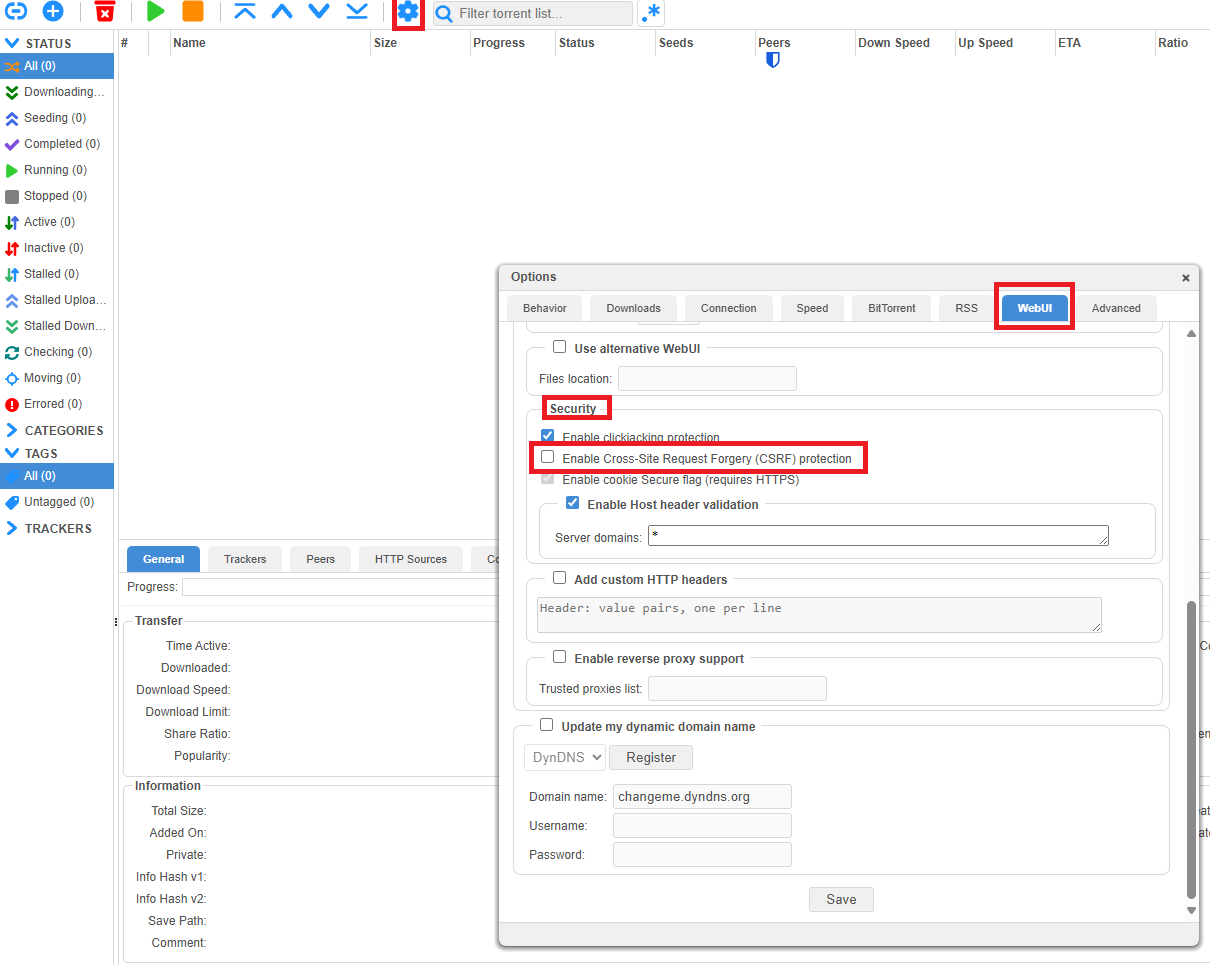 Filter torrent list...
.*
STATUS
All (0)
Downloading...
Seeding (0)
Completed (0)
Running (0)
Stopped (0)
Active (0)
Inactive (0)
Stalled (0)
Stalled Uploa...
Stalled Down...
Checking (0)
Moving (0)
Errored (0)
CATEGORIES
TAGS
All (0)
Untagged (0)
TRACKERS
# Name Size Progress Status Seeds Peers Down Speed Up Speed ETA Ratio
Options
Behavior Downloads Connection Speed BitTorrent RSS WebUI Advanced
Use alternative WebUI
Files location:
Security
Enable clickjacking protection
Enable Cross-Site Request Forgery (CSRF) protection
Enable cookie Secure flag (requires HTTPS)
Enable Host header validation
Server domains: *
Add custom HTTP headers
Header: value pairs, one per line
Enable reverse proxy support
Trusted proxies list:
Update my dynamic domain name
DynDNS Register
Domain name: changeme.dyndns.org
Username:
Password:
Save
General Trackers Peers HTTP Sources Co
Progress:
Transfer
Time Active:
Downloaded:
Download Speed:
Download Limit:
Share Ratio:
Popularity:
Information
Total Size:
Added On:
Private:
Info Hash v1:
Info Hash v2:
Save Path:
Comment: